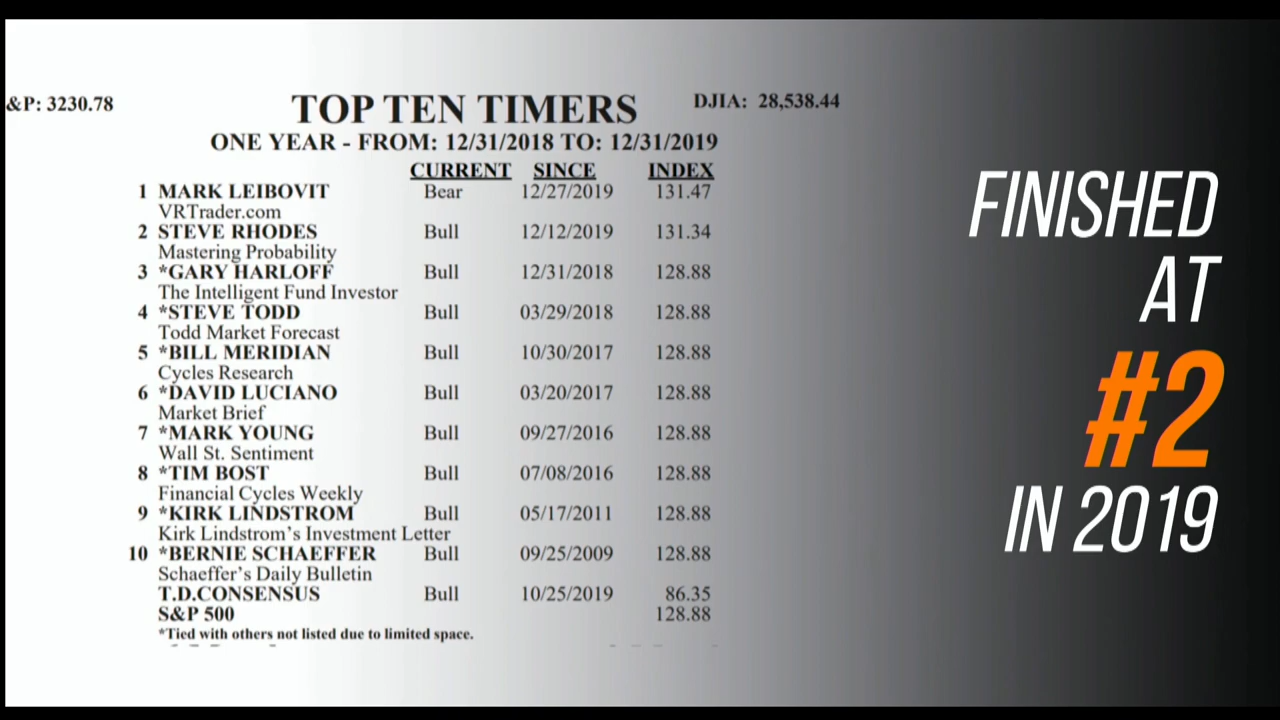 &P: 3230.78
TOP TEN TIMERS
DJIA: 28,538.44
ONE YEAR - FROM: 12/31/2018 TO: 12/31/2019
CURRENT SINCE INDEX
1 MARK LEIBOVIT Bear 12/27/2019 131.47
VRTrader.com
2 STEVE RHODES Bull 12/12/2019 131.34
Mastering Probability
3 *GARY HARLOFF Bull 12/31/2018 128.88
The Intelligent Fund Investor
4 *STEVE TODD Bull 03/29/2018 128.88
Todd Market Forecast
5 *BILL MERIDIAN Bull 10/30/2017 128.88
Cycles Research
6 *DAVID LUCIANO Bull 03/20/2017 128.88
Market Brief
7 *MARK YOUNG Bull 09/27/2016 128.88
Wall St. Sentiment
8 *TIM BOST Bull 07/08/2016 128.88
Financial Cycles Weekly
9 *KIRK LINDSTROM Bull 05/17/2011 128.88
Kirk Lindstrom's Investment Letter
10 *BERNIE SCHAEFFER Bull 09/25/2009 128.88
Schaeffer's Daily Bulletin
T.D.CONSENSUS Bull 10/25/2019 86.35
S&P 500 128.88
*Tied with others not listed due to limited space.
FINISHED
AT
#2
IN 2019